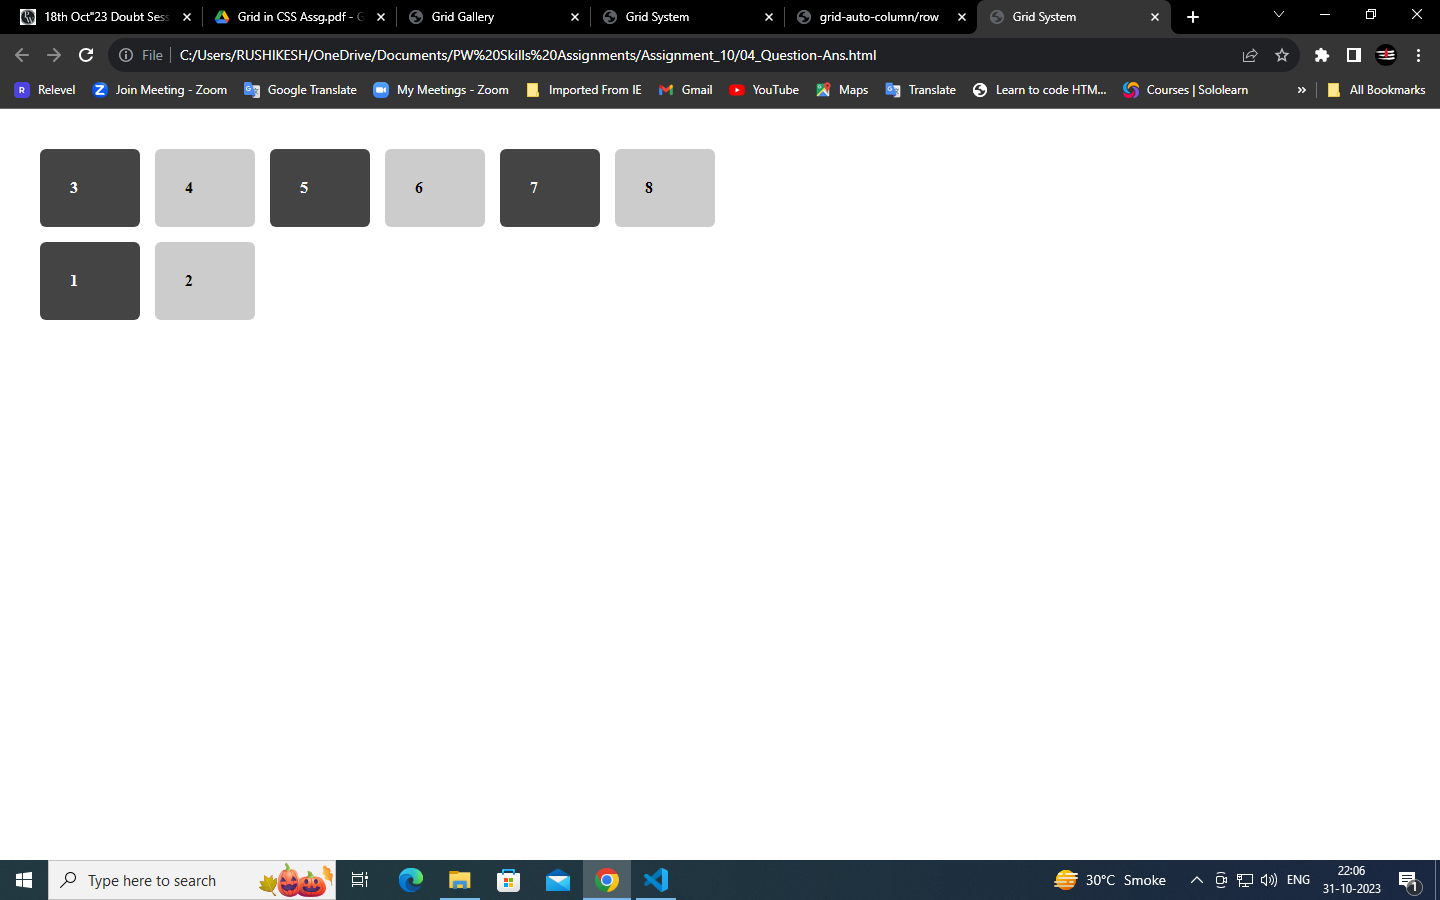 18th Oct"23 Doubt Sess
Grid in CSS Assg.pdf - G
Grid Gallery
Grid System
grid-auto-column/row
Grid System
File
C:/Users/RUSHIKESH/OneDrive/Documents/PW%20Skills%20Assignments/Assignment_10/04_Question-Ans.html
R Relevel
Z Join Meeting - Zoom
Google Translate
My Meetings - Zoom
Imported From IE
Gmail
YouTube
Maps
Translate
Learn to code HTM...
Courses | Sololearn
»
All Bookmarks
3 4 5 6 7 8
1 2
Type here to search
30°C Smoke
ENG
22:06
31-10-2023
1